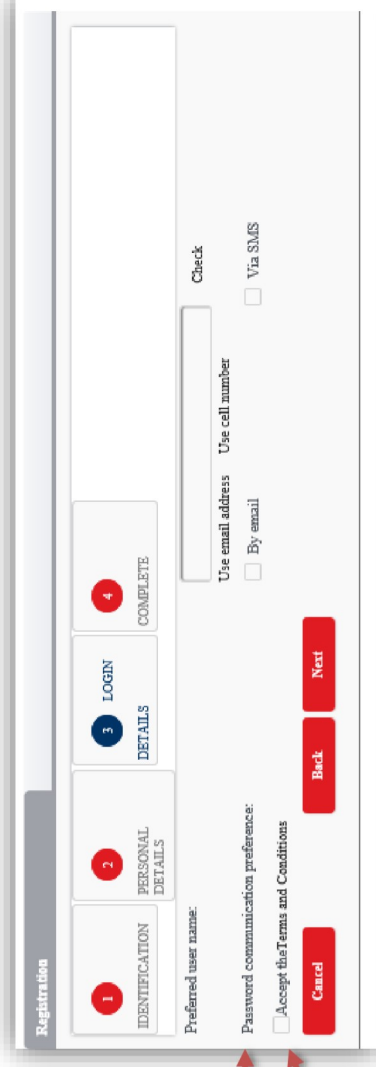 Registration
1 2 3 LOGIN 4
IDENTIFICATION PERSONAL DETAILS DETAILS COMPLETE
Preferred user name: Check
Use email address Use cell number
Password communication preference: By email Via SMS
Accept theTerms and Conditions
Cancel Back Next